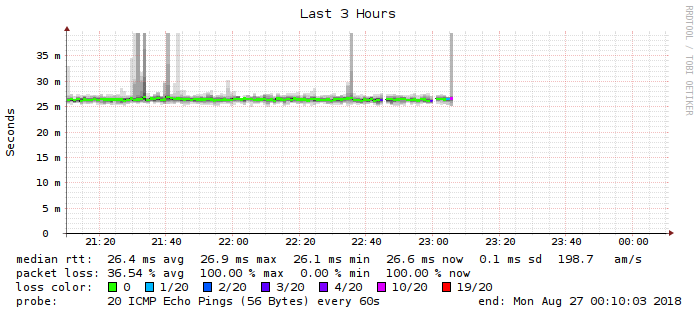 Last 3 Hours
RRDTOOL / TOBI OETIKER
Seconds
35 m
30 m
25 m
20 m
15 m
10 m
5 m
0
21:20 21:40 22:00 22:20 22:40 23:00 23:20 23:40 00:00
median rtt: 26.4 ms avg 26.9 ms max 26.1 ms min 26.6 ms now 0.1 ms sd 198.7 am/s
packet loss: 36.54 % avg 100.00 % max 0.00 % min 100.00 % now
loss color: 0 1/20 2/20 3/20 4/20 10/20 19/20
probe: 20 ICMP Echo Pings (56 Bytes) every 60s end: Mon Aug 27 00:10:03 2018